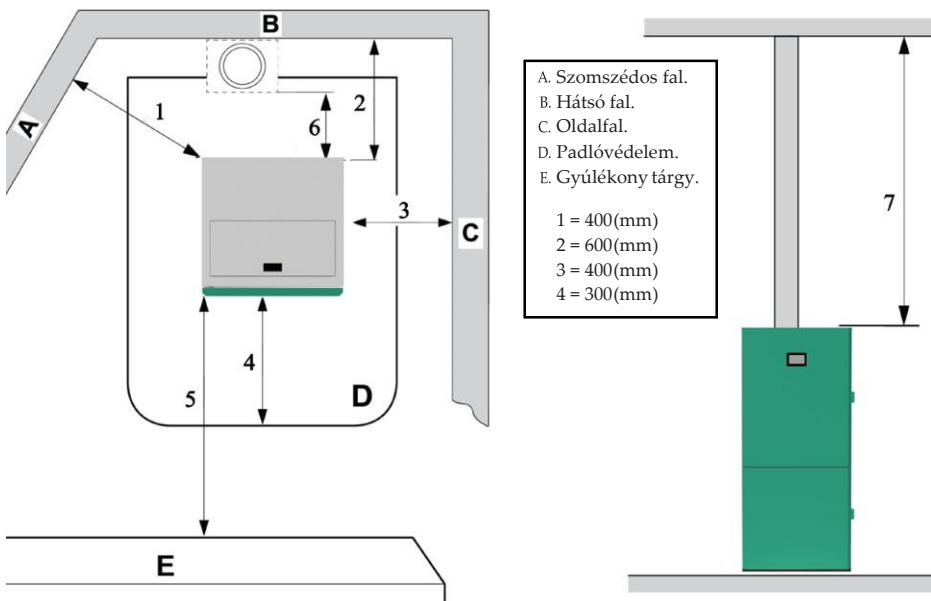 B
A
1
2
6
3
C
4
5
D
E
A. Szomszédos fal.
B. Hátsó fal.
C. Oldalfal.
D. Padlóvédelem.
E. Gyúlékony tárgy.
1 = 400(mm)
2 = 600(mm)
3 = 400(mm)
4 = 300(mm)
7